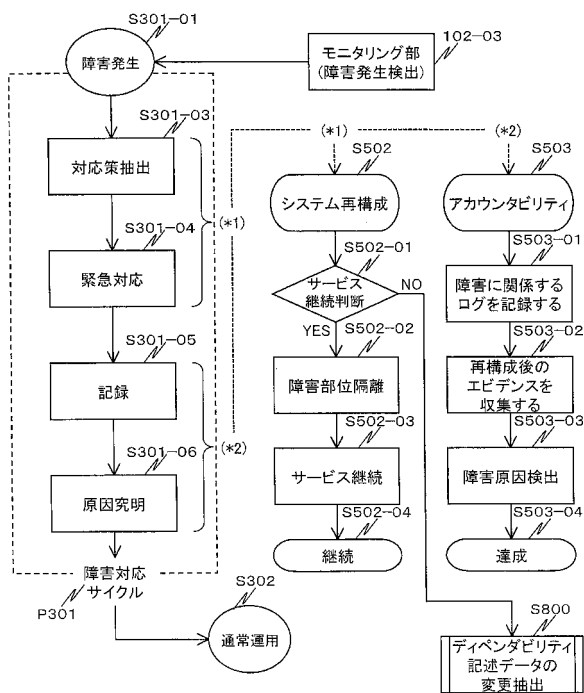 S301-01
障害発生
102-03
モニタリング部
(障害発生検出)
S301-03
対応策抽出
(*1)
S301-04
緊急対応
S301-05
記録
(*2)
S301-06
原因究明
障害対応
サイクル
P301
S302
通常運用
(*1)
S502
システム再構成
S502-01
サービス
継続判断
NO
YES
S502-02
障害部位隔離
S502-03
サービス継続
S502-04
継続
(*2)
S503
アカウンタビリティ
S503-01
障害に関係する
ログを記録する
S503-02
再構成後の
エビデンスを
収集する
S503-03
障害原因検出
S503-04
達成
S800
ディペンダビリティ
記述データの
変更抽出